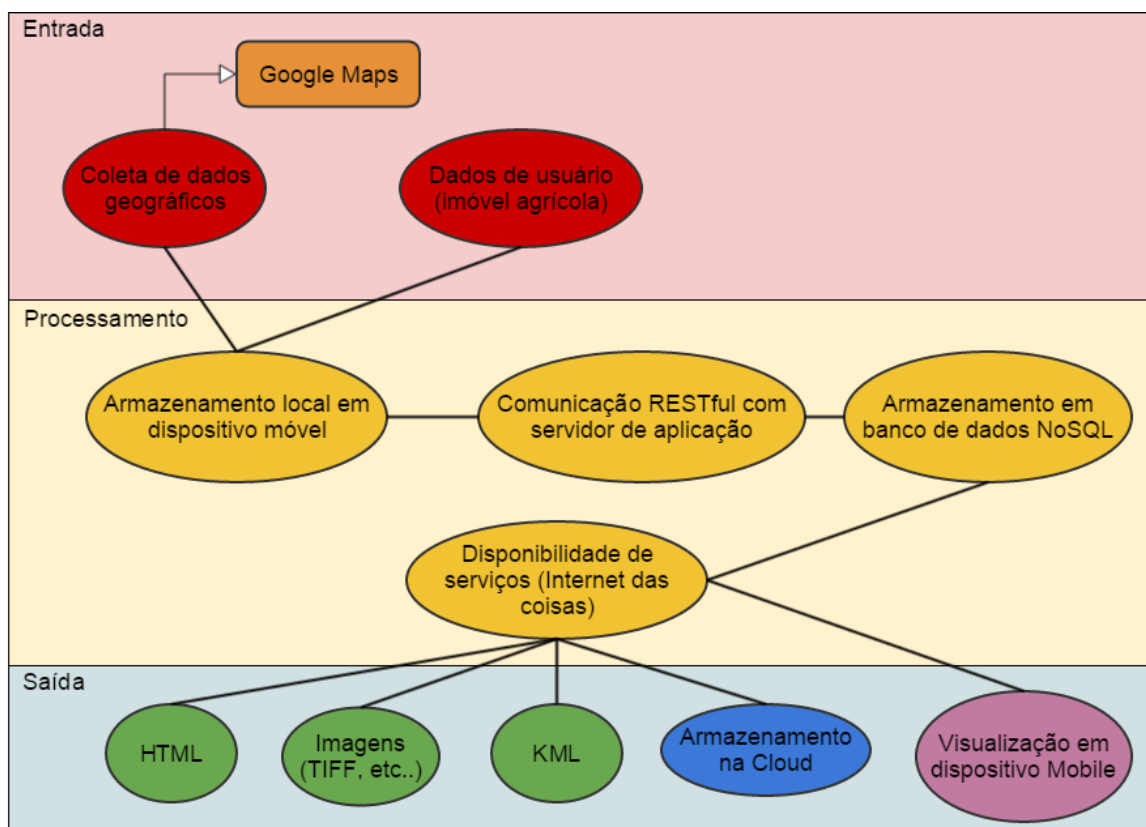 Entrada
Google Maps
Coleta de dados
geográficos
Dados de usuário
(imóvel agrícola)
Processamento
Armazenamento local em
dispositivo móvel
Comunicação RESTful com
servidor de aplicação
Armazenamento em
banco de dados NoSQL
Disponibilidade de
serviços (Internet das
coisas)
Saída
HTML
Imagens
(TIFF, etc..)
KML
Armazenamento
na Cloud
Visualização em
dispositivo Mobile